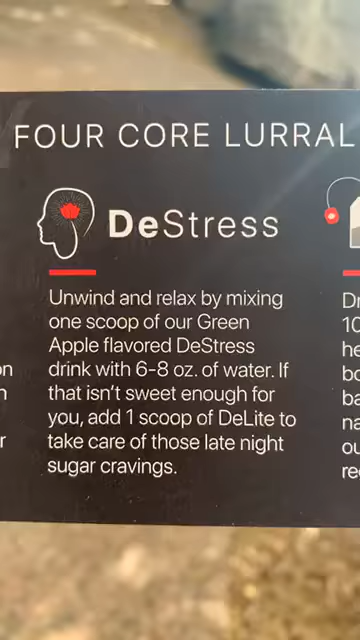 FOUR CORE LURRAL
DeStress
Unwind and relax by mixing
one scoop of our Green
Apple flavored DeStress
drink with 6-8 oz. of water. If
that isn't sweet enough for
you, add 1 scoop of DeLite to
take care of those late night
sugar cravings.